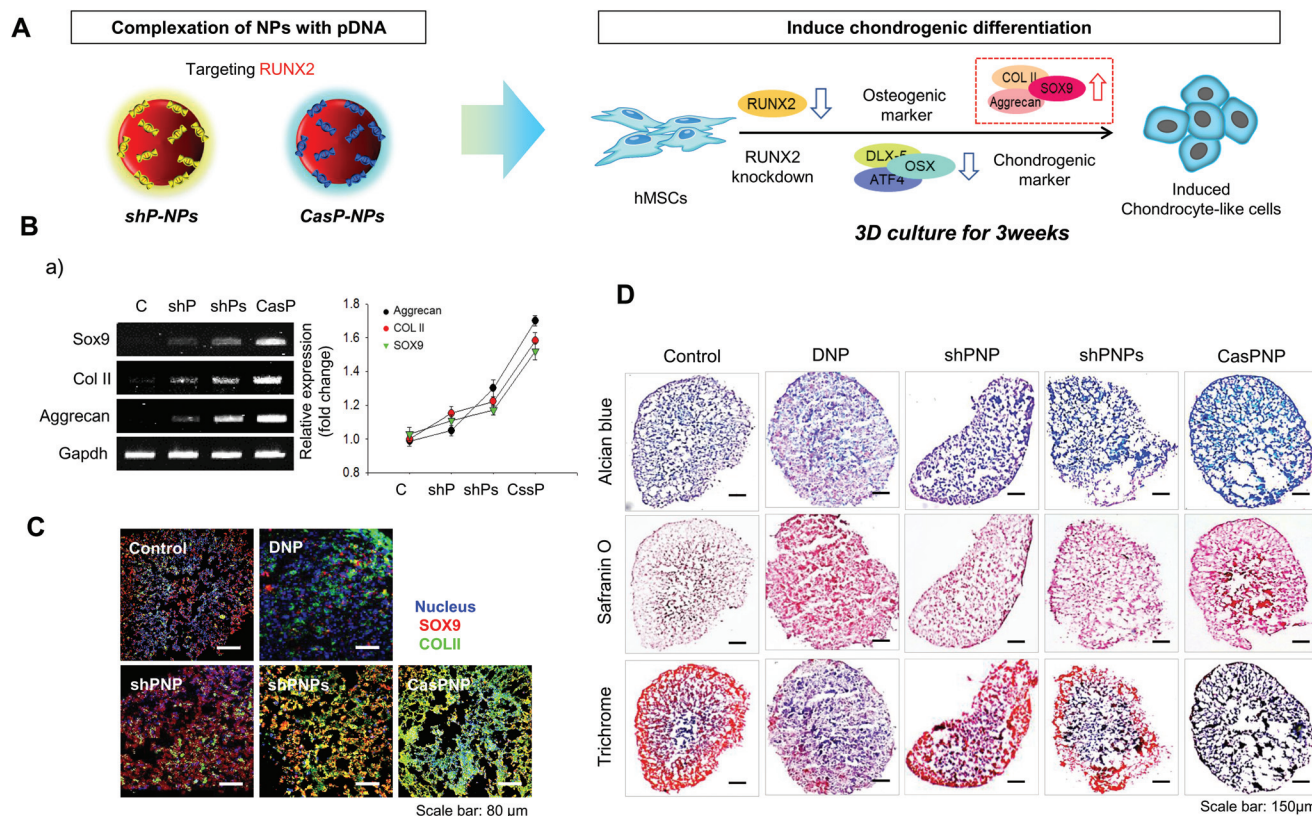 A
Complexation of NPs with pDNA
Targeting RUNX2
shP-NPs
CasP-NPs
Induce chondrogenic differentiation
hMSCs
RUNX2
RUNX2
knockdown
Osteogenic
marker
DLX-5
OSX
ATF4
COL II
SOX9
Aggrecan
Chondrogenic
marker
Induced
Chondrocyte-like cells
3D culture for 3weeks
B
a)
C shP shPs CasP
Sox9
Col II
Aggrecan
Gapdh
Relative expression
(fold change)
1.8
1.6
1.4
1.2
1.0
0.8
Aggrecan
COL II
SOX9
C shP shPs CssP
C
Control
DNP
Nucleus
SOX9
COLII
shPNP
shPNPs
CasPNP
Scale bar: 80 μm
D
Control DNP shPNP shPNPs CasPNP
Alcian blue
Safranin O
Trichrome
Scale bar: 150μm